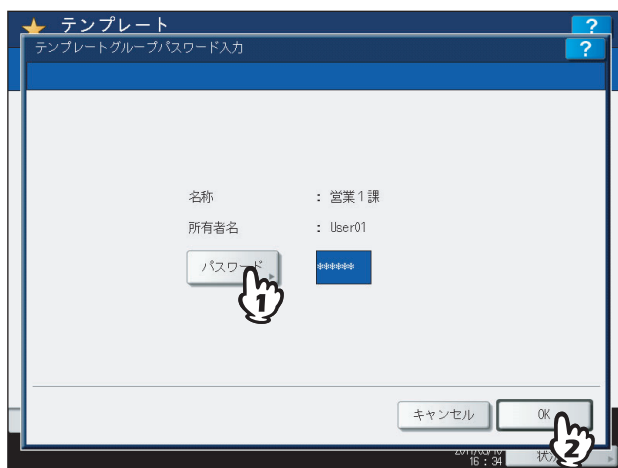 テンプレート
?
テンプレートグループパスワード入力
?
名称 : 営業1課
所有者名 : User01
パスワード ******
1
キャンセル
OK
2
16 : 34